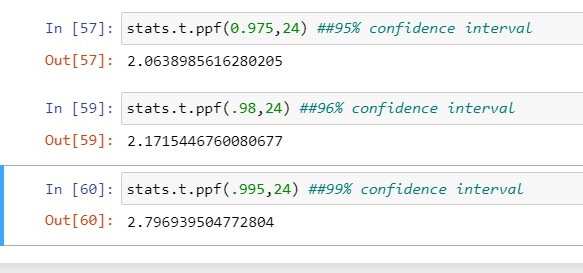 In [57]: stats.t.ppf(0.975,24) ##95% confidence interval
Out[57]: 2.0638985616280205
In [59]: stats.t.ppf(.98,24) ##96% confidence interval
Out[59]: 2.1715446760080677
In [60]: stats.t.ppf(.995,24) ##99% confidence interval
Out[60]: 2.796939504772804